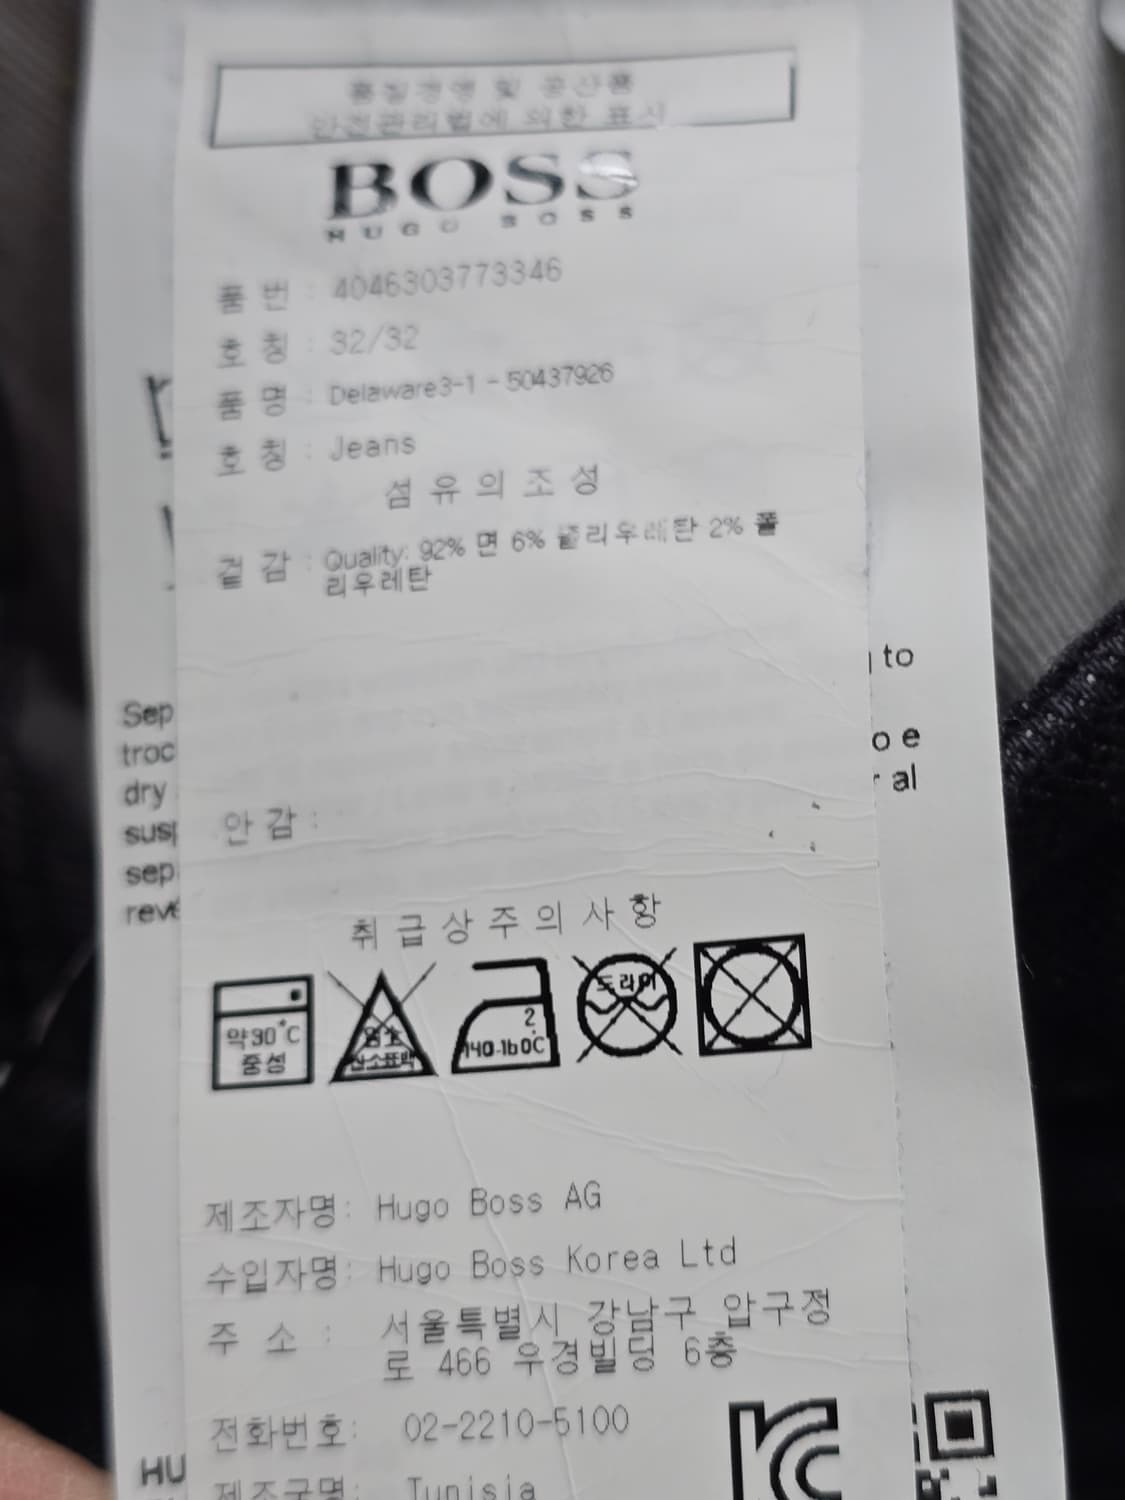 품질경영 및 공산품
안전관리법에 의한 표시
BOSS
HUGO BOSS
품 번 : 4046303773346
호 칭 : 32/32
품 명 : Delaware3-1 - 50437926
호 칭 : Jeans
섬유의조성
겉 감 : Quality: 92% 면 6% 폴리우레탄 2% 폴
리우레탄
to
Sep
troc
o e
dry
al
sus
안 감 :
sep
reve
취급상주의사항
약30°C
중성
염소
산소표백
2
140-160°C
드라이
제조자명: Hugo Boss AG
수입자명: Hugo Boss Korea Ltd
주 소 : 서울특별시 강남구 압구정
로 466 우경빌딩 6층
전화번호: 02-2210-5100
HU
제조국명: Tunisia